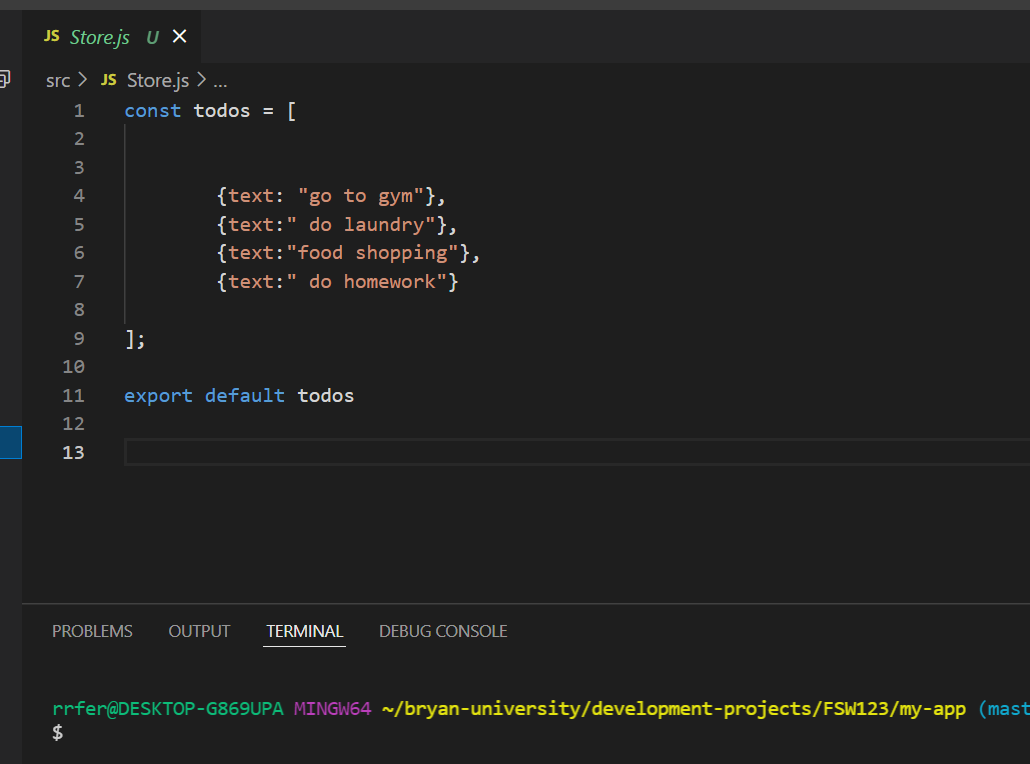 JS Store.js U
src > JS Store.js > ...
1 const todos = [
2
3
4 {text: "go to gym"},
5 {text:" do laundry"},
6 {text:"food shopping"},
7 {text:" do homework"}
8
9 ];
10
11 export default todos
12
13
PROBLEMS OUTPUT TERMINAL DEBUG CONSOLE
rrfer@DESKTOP-G869UPA MINGW64 ~/bryan-university/development-projects/FSW123/my-app (mast
$